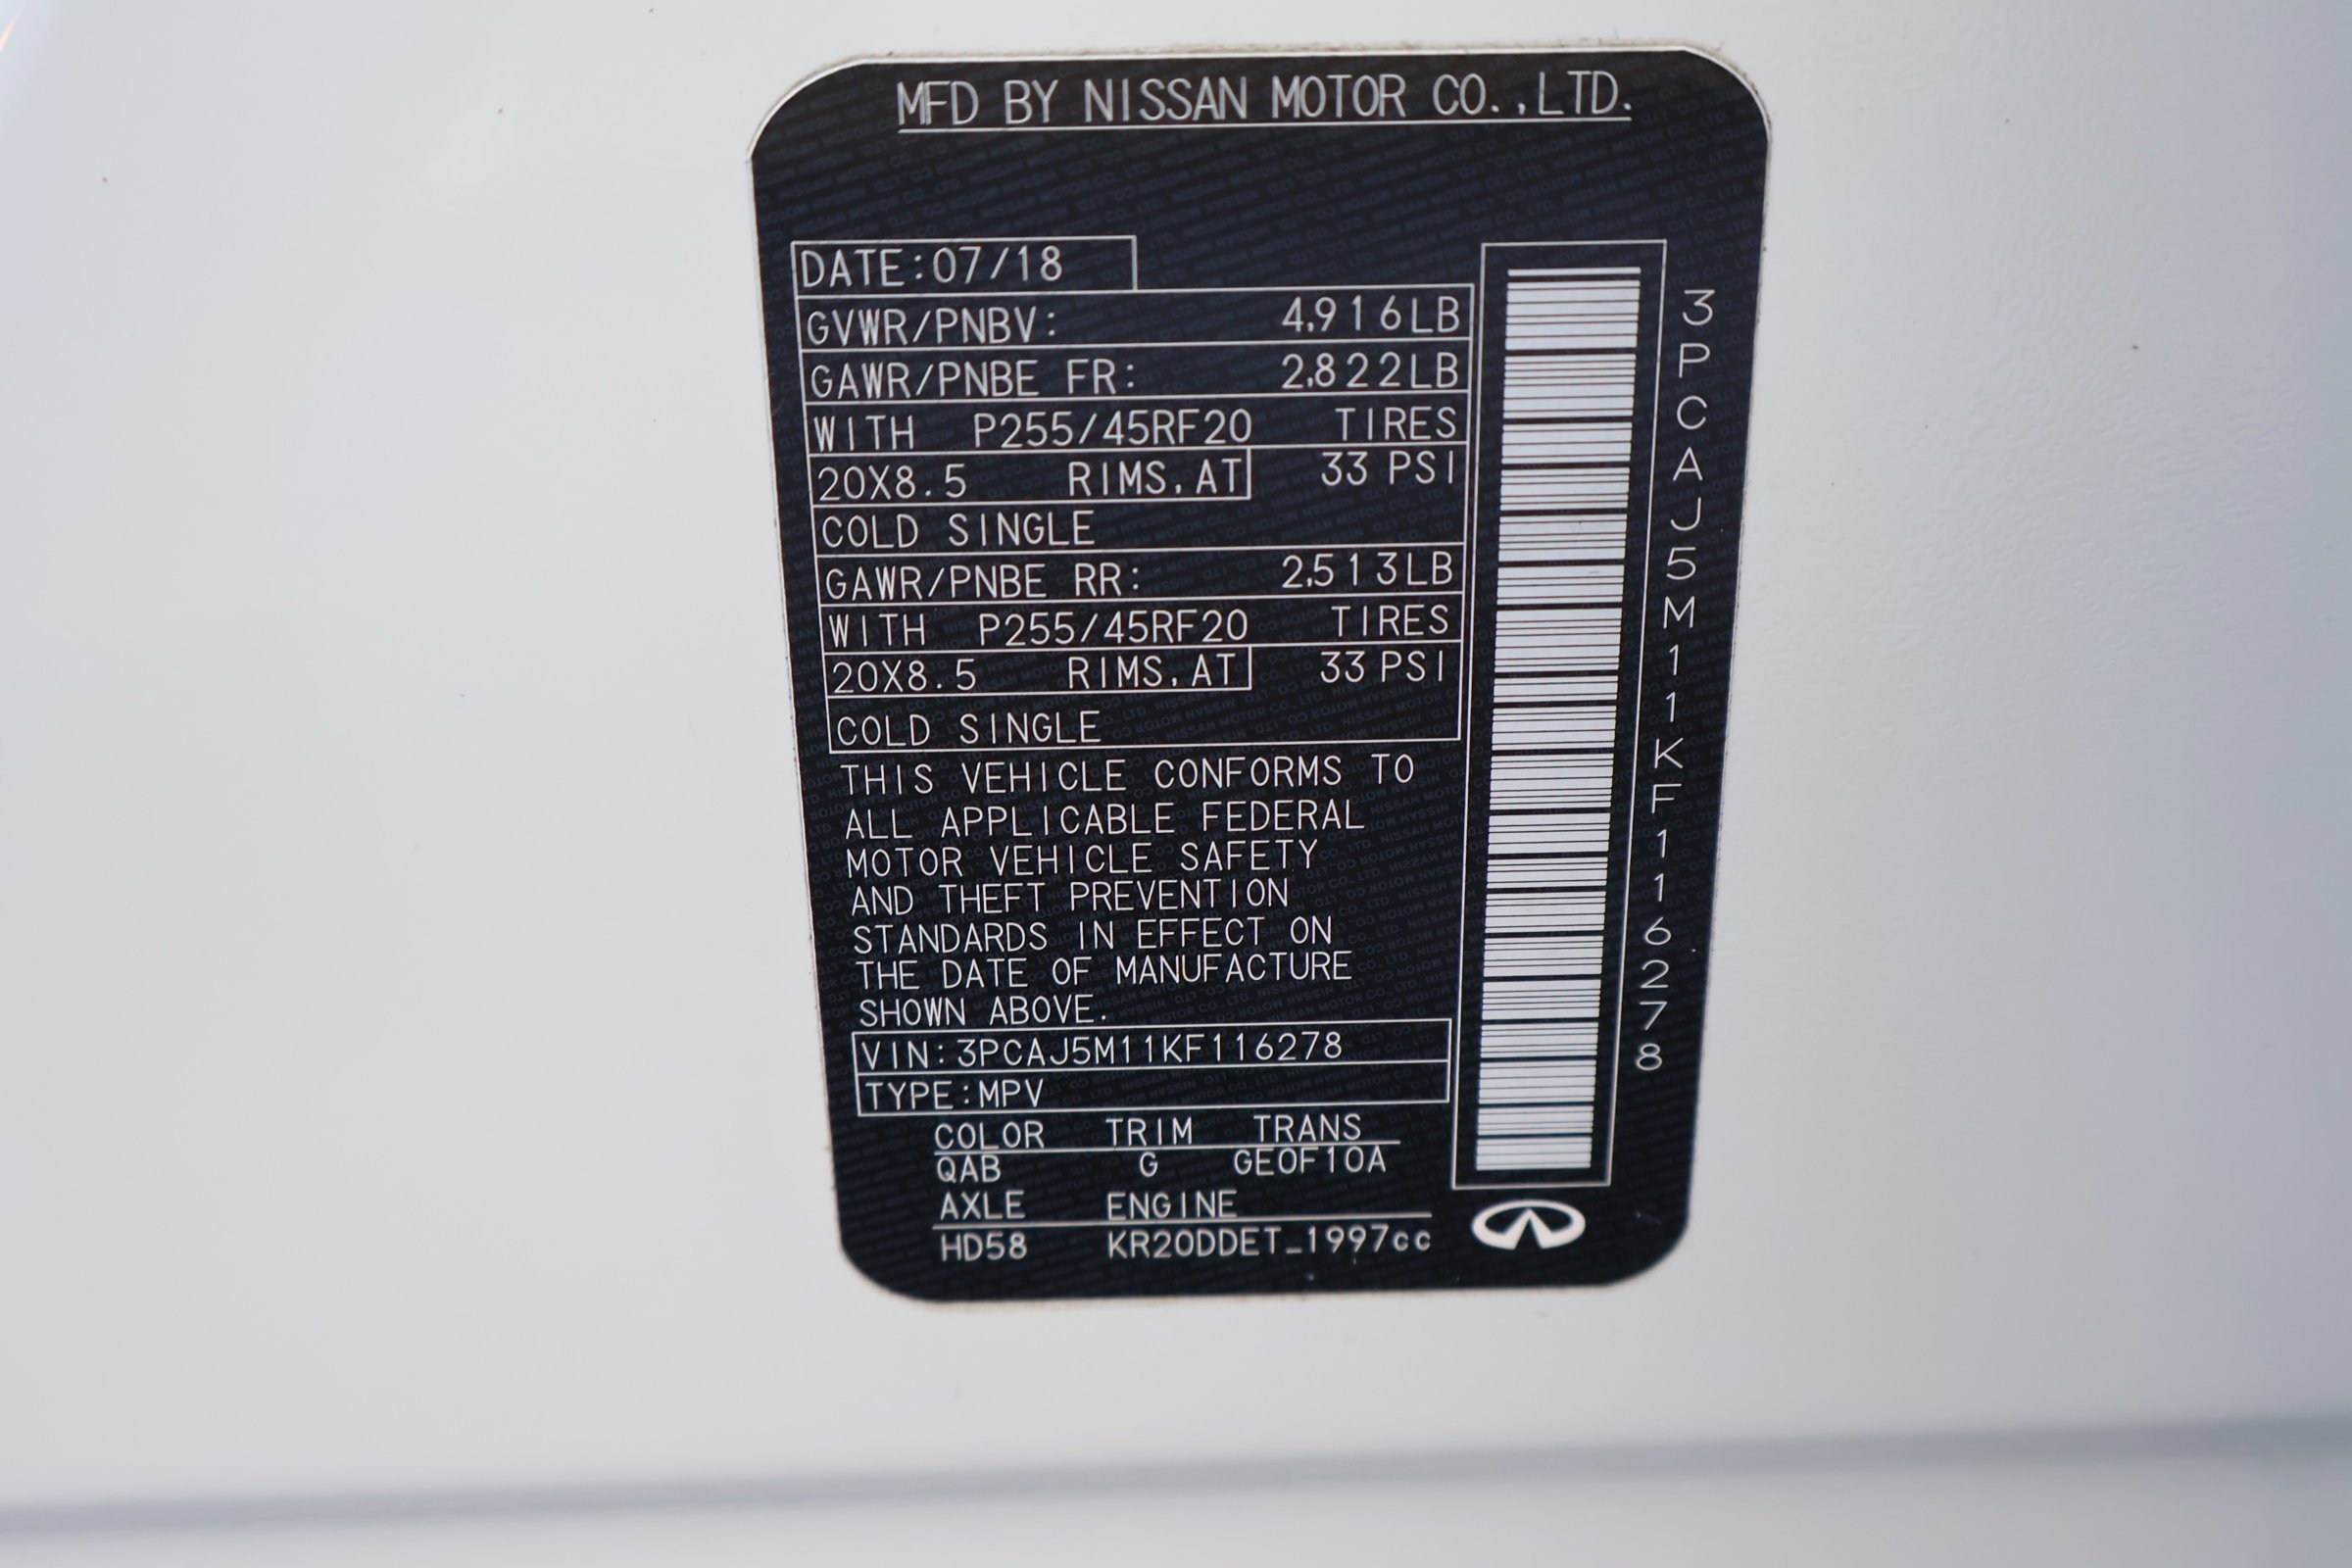 MFD BY NISSAN MOTOR CO.,LTD.
DATE:07/18
GVWR/PNBV: 4,916LB
GAWR/PNBE FR: 2,822LB
WITH P255/45RF20 TIRES
20X8.5 RIMS,AT 33 PSI
COLD SINGLE
GAWR/PNBE RR: 2,513LB
WITH P255/45RF20 TIRES
20X8.5 RIMS,AT 33 PSI
COLD SINGLE
THIS VEHICLE CONFORMS TO
ALL APPLICABLE FEDERAL
MOTOR VEHICLE SAFETY
AND THEFT PREVENTION
STANDARDS IN EFFECT ON
THE DATE OF MANUFACTURE
SHOWN ABOVE.
VIN:3PCAJ5M11KF116278
TYPE:MPV
COLOR TRIM TRANS
QAB G GE0F10A
AXLE ENGINE
HD58 KR20DDET_1997cc
3PCAJ5M11KF116278